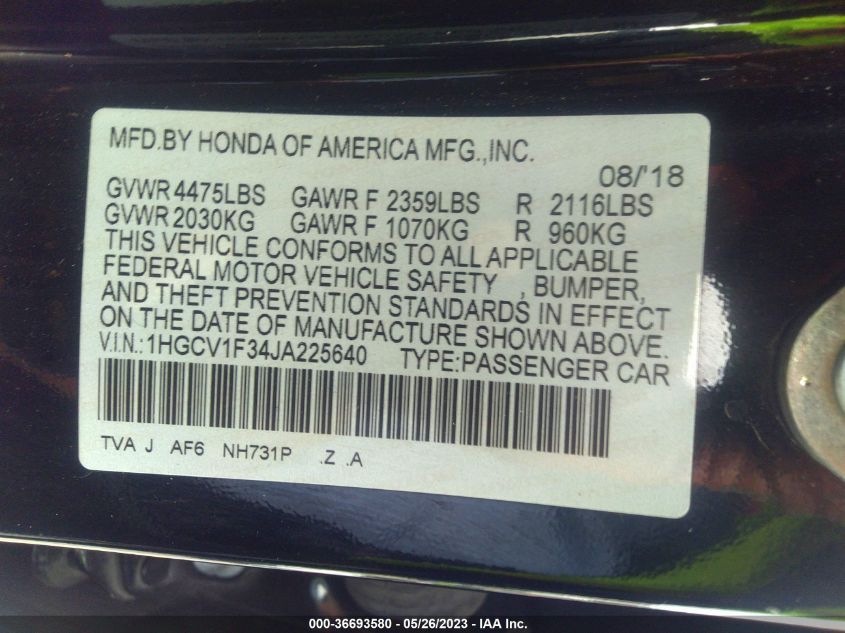 MFD.BY HONDA OF AMERICA MFG.,INC.
08/'18
GVWR 4475LBS GAWR F 2359LBS R 2116LBS
GVWR 2030KG GAWR F 1070KG R 960KG
THIS VEHICLE CONFORMS TO ALL APPLICABLE
FEDERAL MOTOR VEHICLE SAFETY , BUMPER,
AND THEFT PREVENTION STANDARDS IN EFFECT
ON THE DATE OF MANUFACTURE SHOWN ABOVE.
V.I.N.:1HGCV1F34JA225640 TYPE:PASSENGER CAR
TVA J AF6 NH731P .Z .A
000-36693580 - 05/26/2023 - IAA Inc.